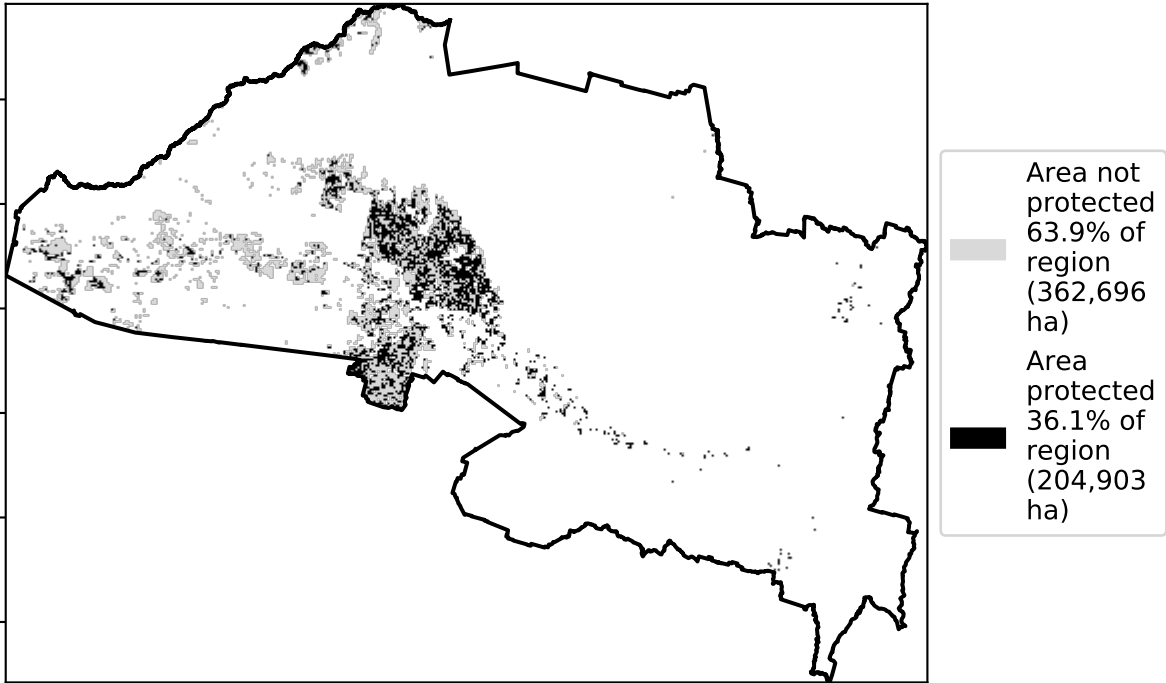 Area not
protected
63.9% of
region
(362,696
ha)
Area
protected
36.1% of
region
(204,903
ha)